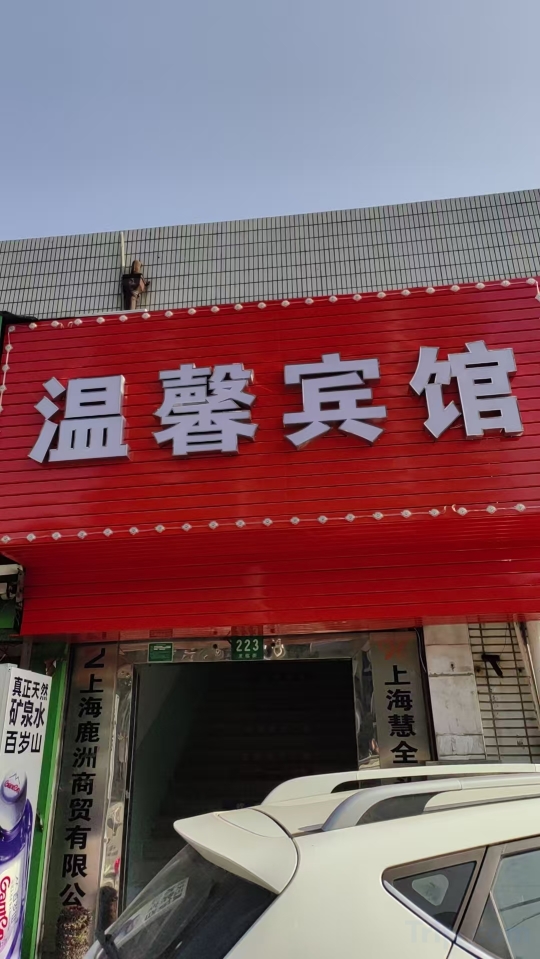 温馨宾馆
223
上海鹿洲商贸有限公
上海慧全
真正天然
矿泉水
百岁山